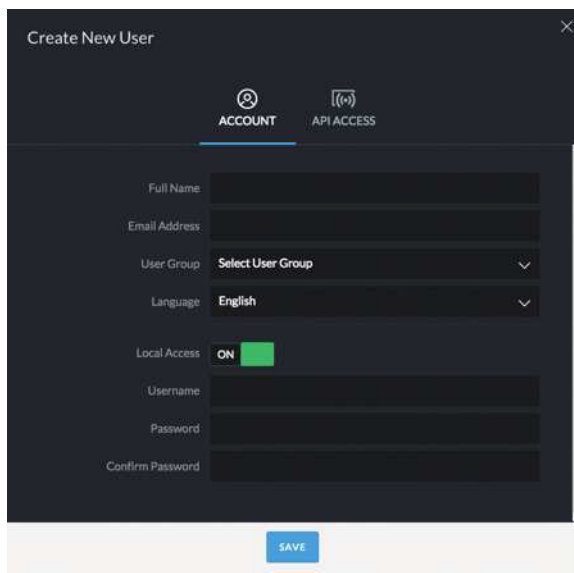 Create New User
ACCOUNT API ACCESS
Full Name
Email Address
User Group Select User Group
Language English
Local Access ON
Username
Password
Confirm Password
SAVE